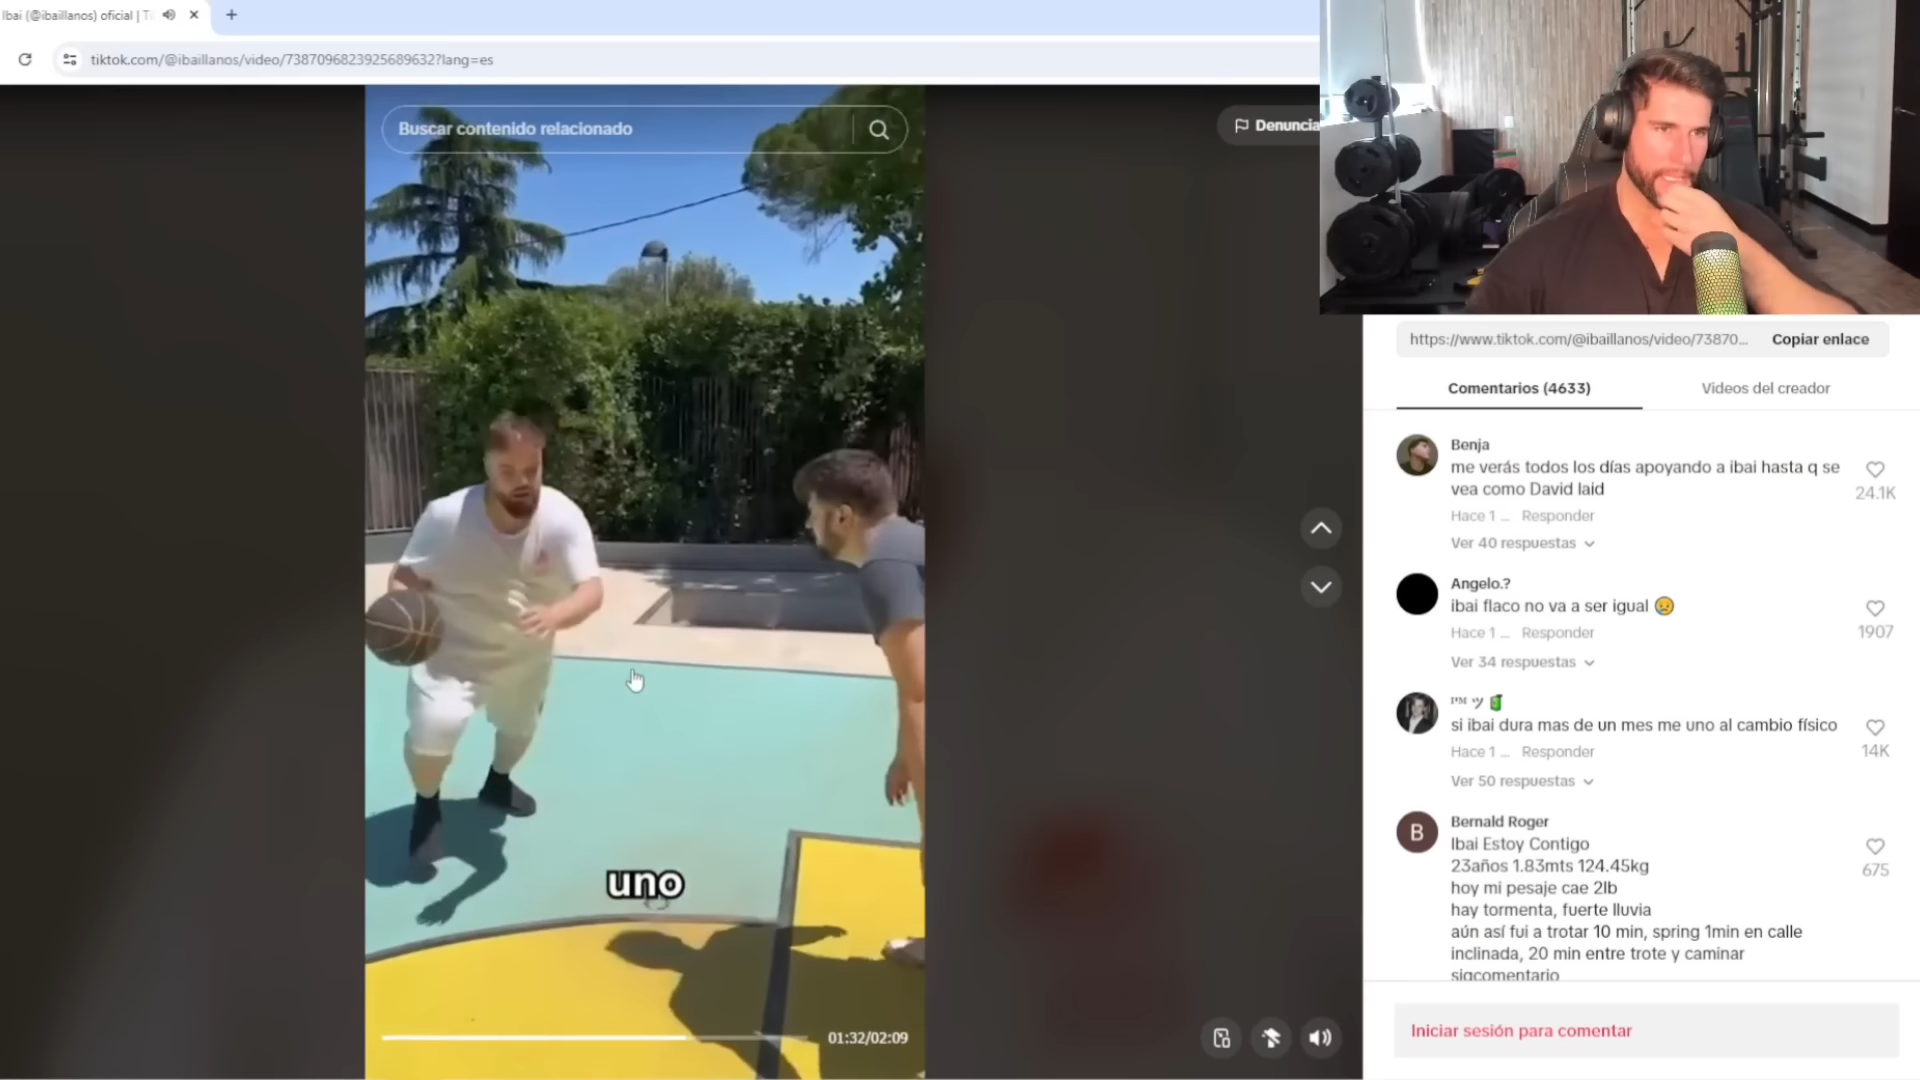 Ibai (@ibaillanos) oficial | T
tiktok.com/@ibaillanos/video/7387096823925689632?lang=es
Buscar contenido relacionado
Denuncia
uno
01:32/02:09
https://www.tiktok.com/@ibaillanos/video/73870...
Copiar enlace
Comentarios (4633)
Videos del creador
Benja
me verás todos los días apoyando a ibai hasta q se
vea como David laid
24.1K
Hace 1 ...
Responder
Ver 40 respuestas
Angelo.?
ibai flaco no va a ser igual 😥
1907
Hace 1 ...
Responder
Ver 34 respuestas
ᴵᴾᴹ ツ🧃
si ibai dura mas de un mes me uno al cambio físico
14K
Hace 1 ...
Responder
Ver 50 respuestas
B
Bernald Roger
Ibai Estoy Contigo
23años 1.83mts 124.45kg
675
hoy mi pesaje cae 2lb
hay tormenta, fuerte lluvia
aún así fui a trotar 10 min, spring 1min en calle
inclinada, 20 min entre trote y caminar
sigcomentario
Iniciar sesión para comentar